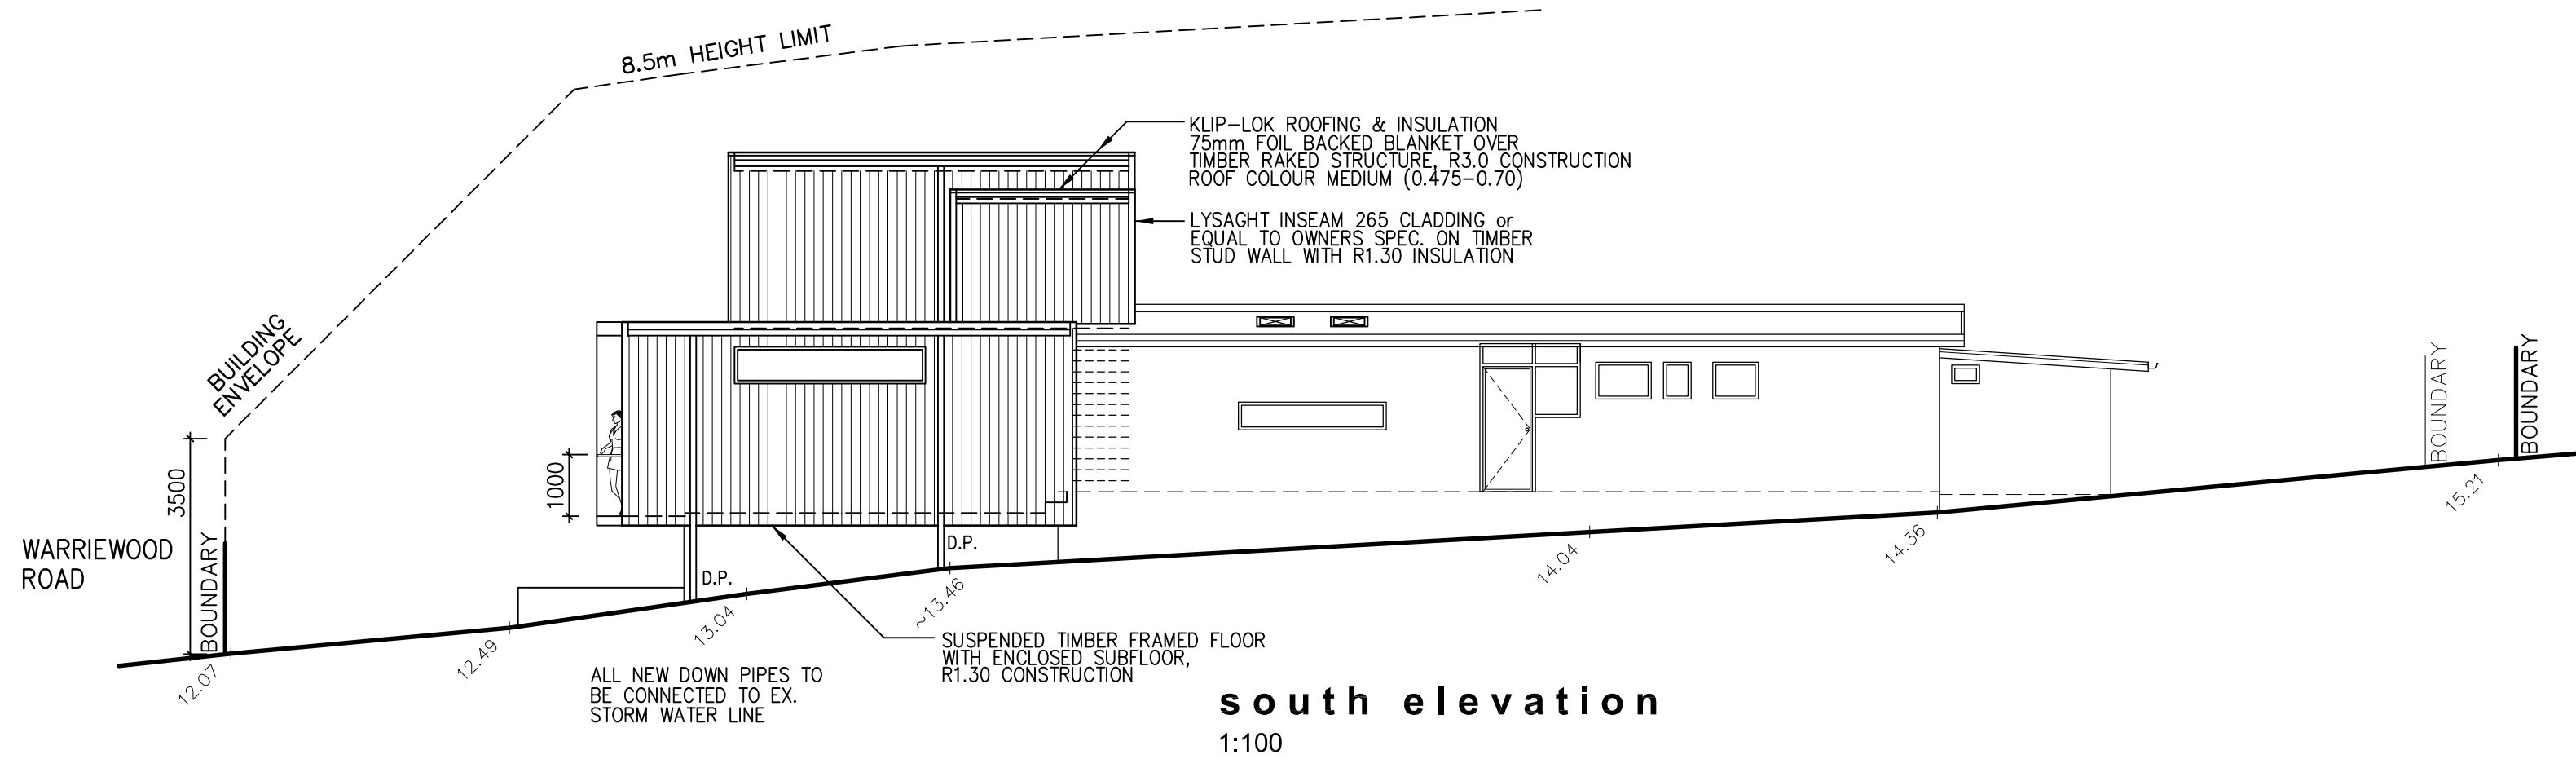 8.5m HEIGHT LIMIT
KLIP-LOK ROOFING & INSULATION
75mm FOIL BACKED BLANKET OVER
TIMBER RAKED STRUCTURE, R3.0 CONSTRUCTION
ROOF COLOUR MEDIUM (0.475-0.70)
LYSAGHT INSEAM 265 CLADDING or
EQUAL TO OWNERS SPEC. ON TIMBER
STUD WALL WITH R1.30 INSULATION
BUILDING
ENVELOPE
3500
1000
WARRIEWOOD
ROAD
BOUNDARY
BOUNDARY
BOUNDARY
D.P.
D.P.
12.07
12.49
13.04
~13.46
14.04
14.36
15.21
SUSPENDED TIMBER FRAMED FLOOR
WITH ENCLOSED SUBFLOOR,
R1.30 CONSTRUCTION
ALL NEW DOWN PIPES TO
BE CONNECTED TO EX.
STORM WATER LINE
south elevation
1:100